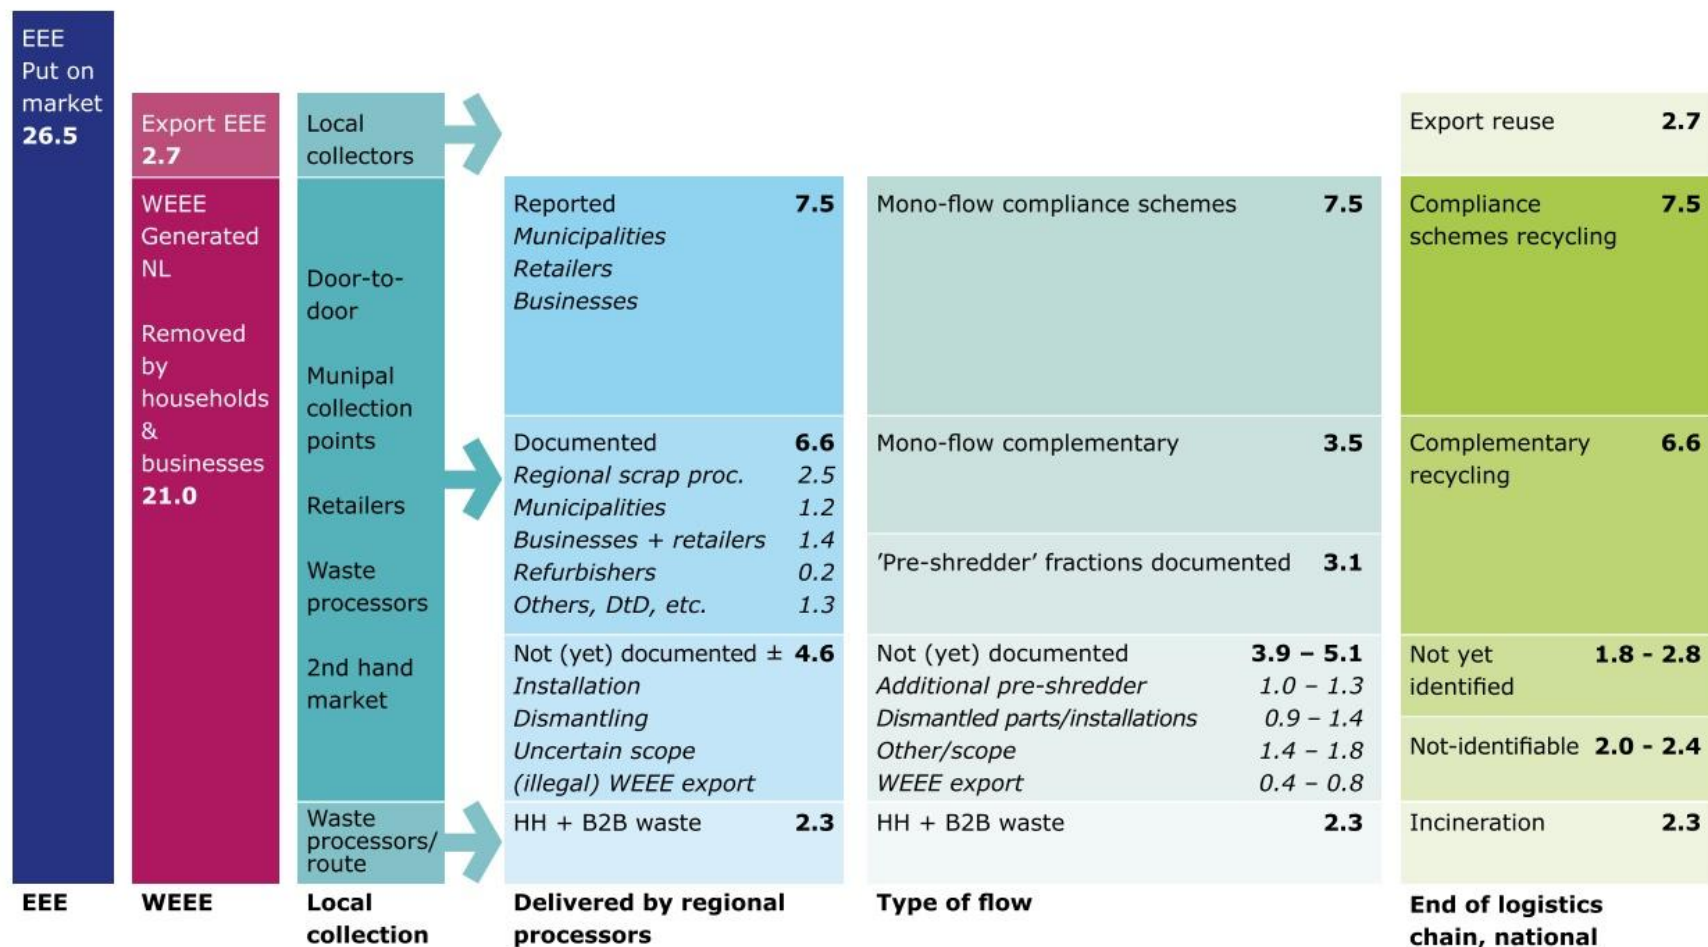 EEE
Put on
market
26.5
Export EEE
2.7
WEEE
Generated
NL
Removed
by
households
&
businesses
21.0
Local
collectors
Door-to-
door
Munipal
collection
points
Retailers
Waste
processors
2nd hand
market
Waste
processors/
route
Reported 7.5
Municipalities
Retailers
Businesses
Documented 6.6
Regional scrap proc. 2.5
Municipalities 1.2
Businesses + retailers 1.4
Refurbishers 0.2
Others, DtD, etc. 1.3
Not (yet) documented ± 4.6
Installation
Dismantling
Uncertain scope
(illegal) WEEE export
HH + B2B waste 2.3
Mono-flow compliance schemes 7.5
Mono-flow complementary 3.5
’Pre-shredder’ fractions documented 3.1
Not (yet) documented 3.9 – 5.1
Additional pre-shredder 1.0 – 1.3
Dismantled parts/installations 0.9 – 1.4
Other/scope 1.4 – 1.8
WEEE export 0.4 – 0.8
HH + B2B waste 2.3
Export reuse 2.7
Compliance 7.5
schemes recycling
Complementary 6.6
recycling
Not yet 1.8 - 2.8
identified
Not-identifiable 2.0 - 2.4
Incineration 2.3
EEE
WEEE
Local
collection
Delivered by regional
processors
Type of flow
End of logistics
chain, national